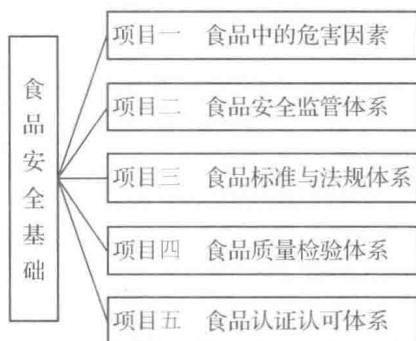 食品安全基础
项目一 食品中的危害因素
项目二 食品安全监管体系
项目三 食品标准与法规体系
项目四 食品质量检验体系
项目五 食品认证认可体系